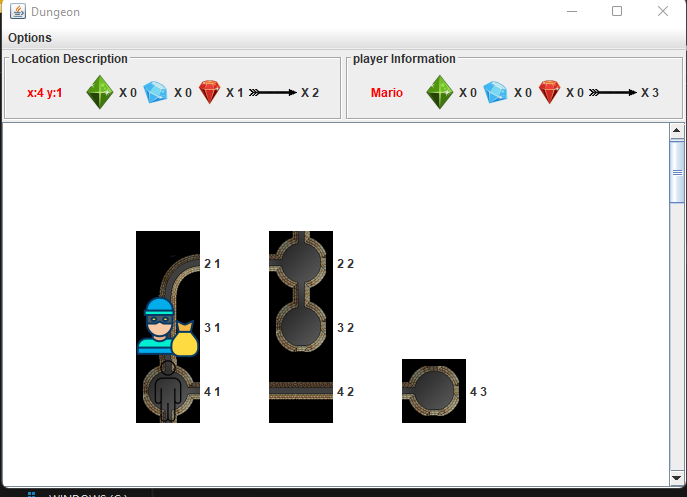 Dungeon
Options
Location Description
player Information
x:4 y:1 X 0 X 0 X 1 X 2
Mario X 0 X 0 X 0 X 3
2 1 2 2
3 1 3 2
4 1 4 2 4 3